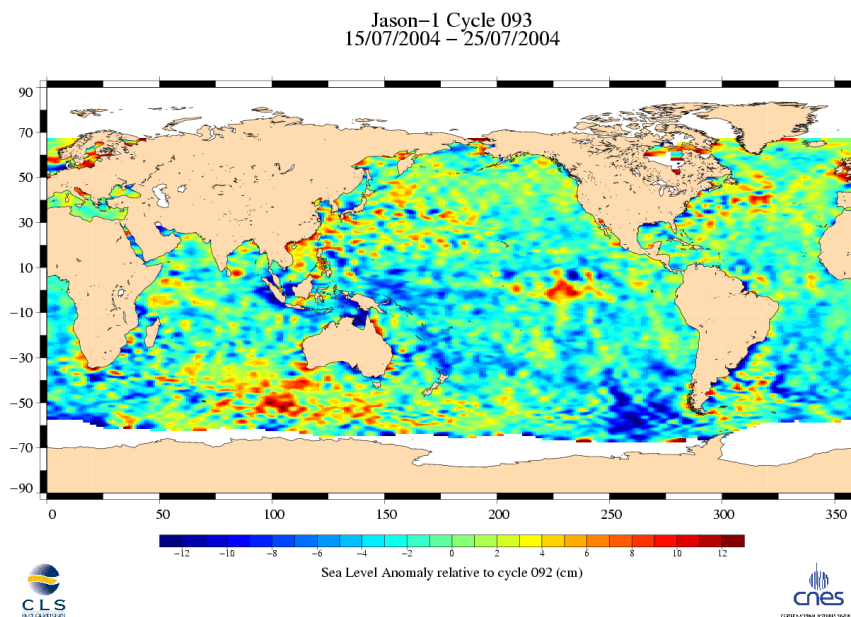 Jason−1 Cycle 093
15/07/2004 − 25/07/2004
90
70
50
30
10
−10
−30
−50
−70
−90
0 50 100 150 200 250 300 350
−12 −10 −8 −6 −4 −2 0 2 4 6 8 10 12
Sea Level Anomaly relative to cycle 092 (cm)
CLS
cnes